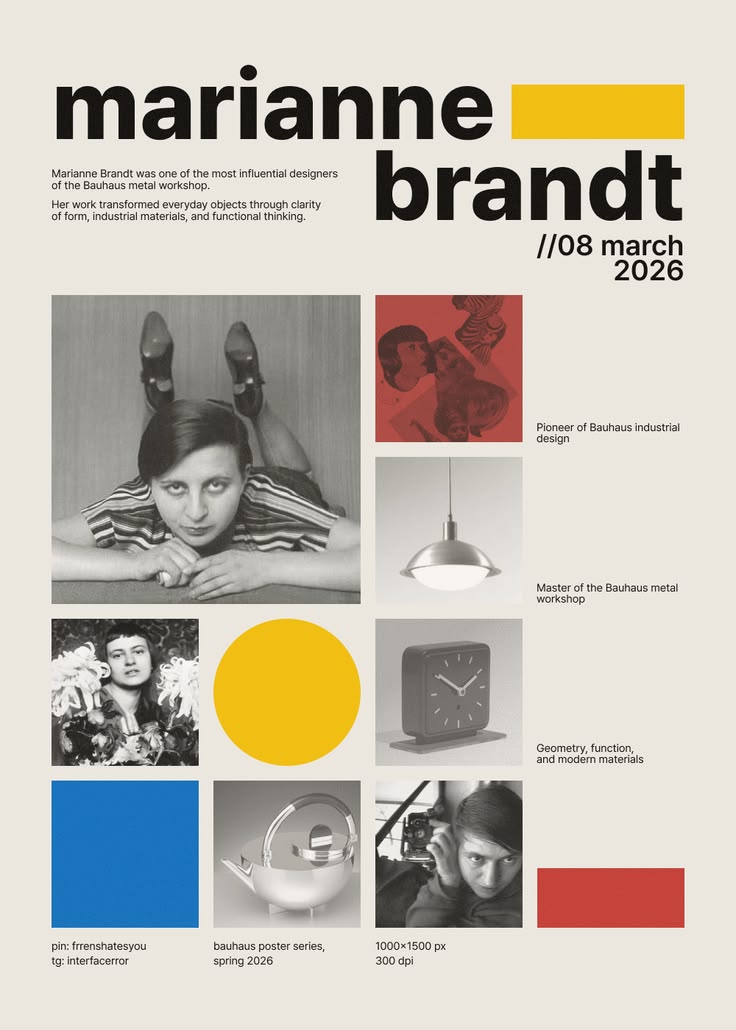 marianne
brandt
Marianne Brandt was one of the most influential designers
of the Bauhaus metal workshop.
Her work transformed everyday objects through clarity
of form, industrial materials, and functional thinking.
//08 march
2026
Pioneer of Bauhaus industrial
design
Master of the Bauhaus metal
workshop
Geometry, function,
and modern materials
pin: frrenshatesyou
tg: interfacerror
bauhaus poster series,
spring 2026
1000×1500 px
300 dpi